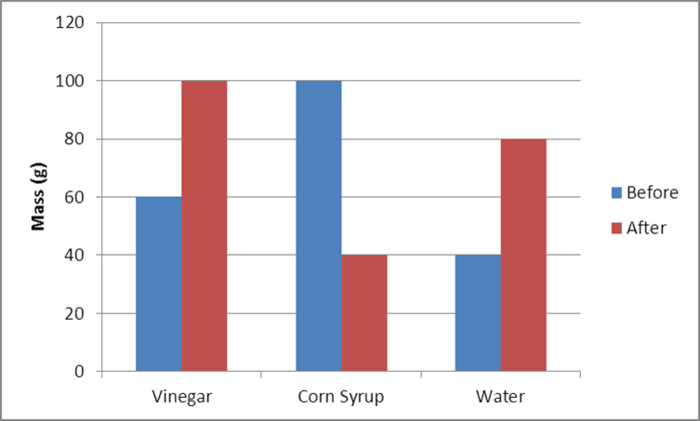 120
100
80
60
40
20
0
Mass (g)
Vinegar
Corn Syrup
Water
Before
After